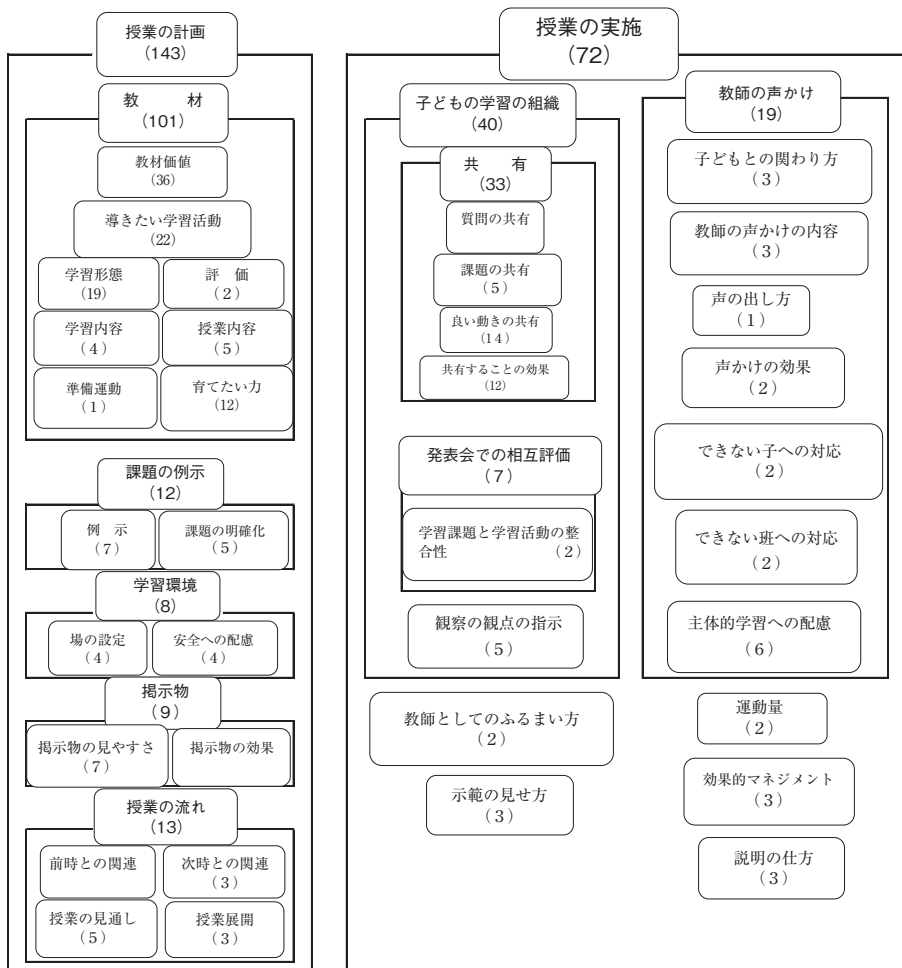 授業の計画
(143)
教　材
(101)
教材価値
(36)
導きたい学習活動
(22)
学習形態
(19)
評　価
(2)
学習内容
(4)
授業内容
(5)
準備運動
(1)
育てたい力
(12)
課題の例示
(12)
例　示
(7)
課題の明確化
(5)
学習環境
(8)
場の設定
(4)
安全への配慮
(4)
掲示物
(9)
掲示物の見やすさ
(7)
掲示物の効果
授業の流れ
(13)
前時との関連
次時との関連
(3)
授業の見通し
(5)
授業展開
(3)
授業の実施
(72)
子どもの学習の組織
(40)
共　有
(33)
質問の共有
課題の共有
(5)
良い動きの共有
(14)
共有することの効果
(12)
発表会での相互評価
(7)
学習課題と学習活動の整
合性　(2)
観察の観点の指示
(5)
教師としてのふるまい方
(2)
示範の見せ方
(3)
教師の声かけ
(19)
子どもとの関わり方
(3)
教師の声かけの内容
(3)
声の出し方
(1)
声かけの効果
(2)
できない子への対応
(2)
できない班への対応
(2)
主体的学習への配慮
(6)
運動量
(2)
効果的マネジメント
(3)
説明の仕方
(3)